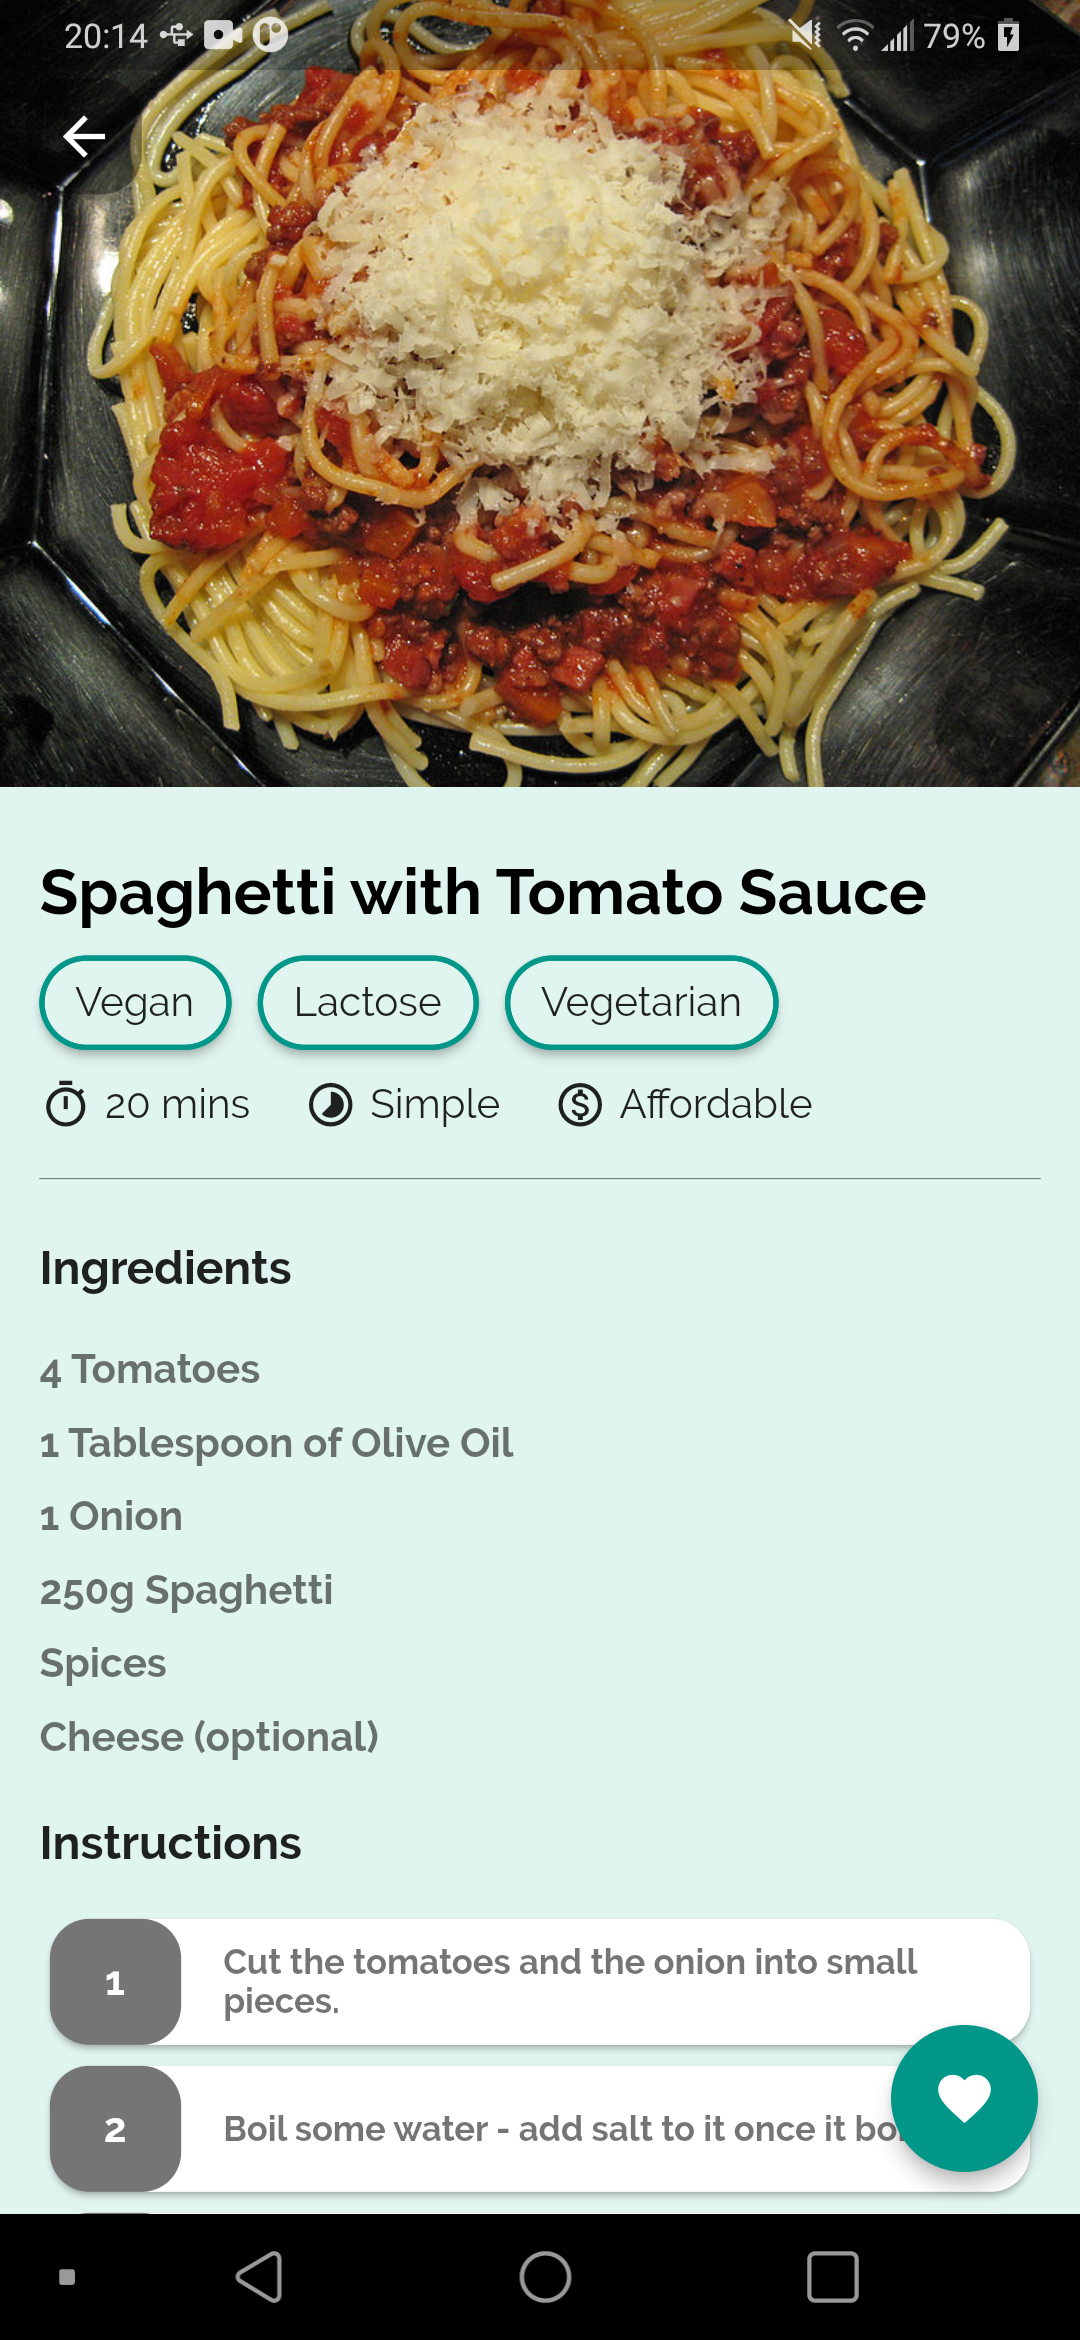 20:14
79%
Spaghetti with Tomato Sauce
Vegan Lactose Vegetarian
20 mins Simple Affordable
Ingredients
4 Tomatoes
1 Tablespoon of Olive Oil
1 Onion
250g Spaghetti
Spices
Cheese (optional)
Instructions
1 Cut the tomatoes and the onion into small
pieces.
2 Boil some water - add salt to it once it